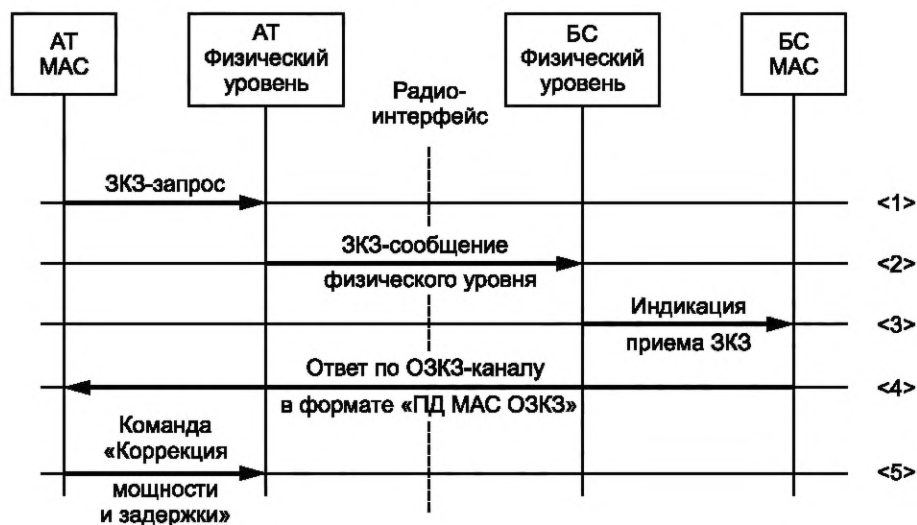 АТ
МАС
АТ
Физический
уровень
БС
Физический
уровень
БС
МАС
Радио-
интерфейс
ЗКЗ-запрос
<1>
ЗКЗ-сообщение
физического уровня
<2>
Индикация
приема ЗКЗ
<3>
Ответ по ОЗКЗ-каналу
в формате «ПД МАС ОЗКЗ»
<4>
Команда
«Коррекция
мощности
и задержки»
<5>